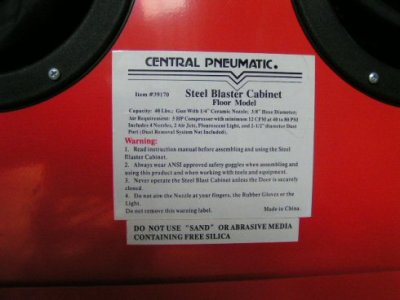 CENTRAL PNEUMATIC®
Item #39170 Steel Blaster Cabinet
Floor Model
Capacity: 40 Lbs.; Gun With 1/4" Ceramic Nozzle; 3/8" Hose Diameter;
Air Requirement: 5 HP Compressor with minimum 12 CFM at 40 to 80 PSI
Includes 4 Nozzles, 2 Air Jets, Fluorescent Light, and 2-1/2" diameter Dust
Port (Dust Removal System Not Included).
Warning:
1. Read instruction manual before assembling and using the Steel
Blaster Cabinet.
2. Always wear ANSI approved safety goggles when assembling and
using this product and when working with tools and equipment.
3. Never operate the Steel Blast Cabinet unless the Door is securely
closed.
4. Do not aim the Nozzle at your fingers, the Rubber Gloves or the
Light.
Do not remove this warning label. Made in China.
DO NOT USE "SAND" OR ABRASIVE MEDIA
CONTAINING FREE SILICA